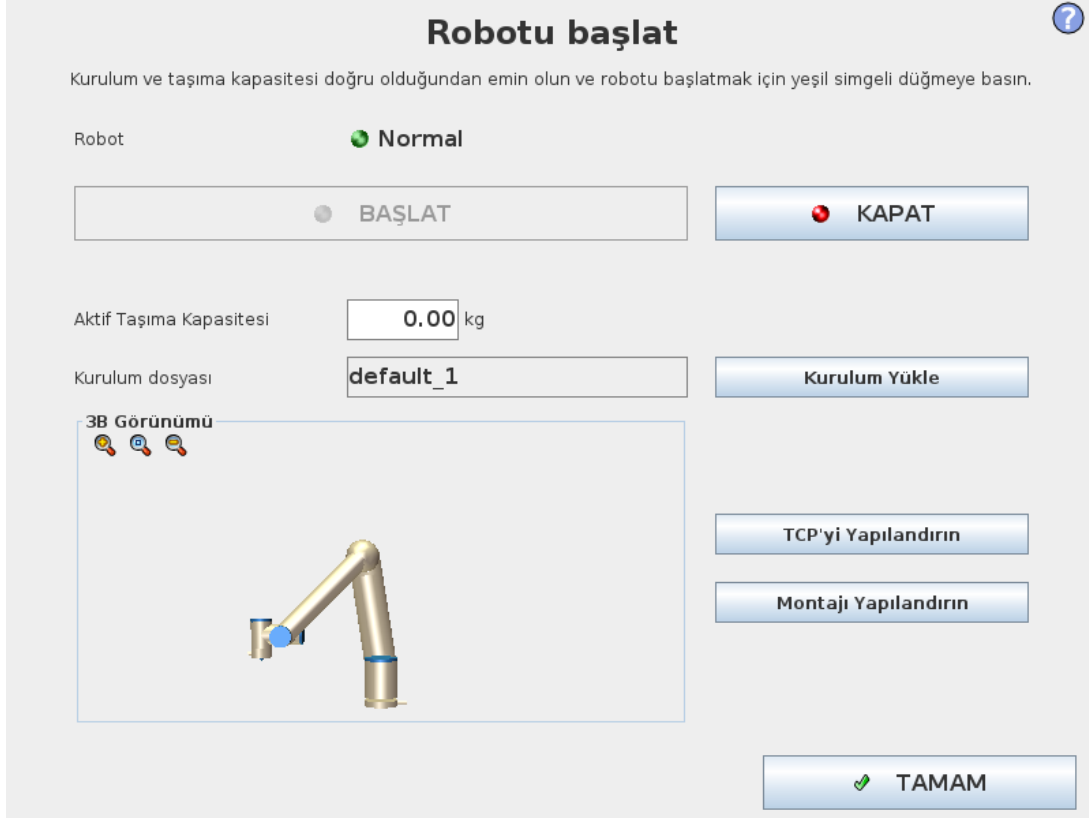 Robotu başlat
Kurulum ve taşıma kapasitesi doğru olduğundan emin olun ve robotu başlatmak için yeşil simgeli düğmeye basın.
Robot Normal
BAŞLAT KAPAT
Aktif Taşıma Kapasitesi 0.00 kg
Kurulum dosyası default_1 Kurulum Yükle
3B Görünümü
TCP'yi Yapılandırın
Montajı Yapılandırın
TAMAM